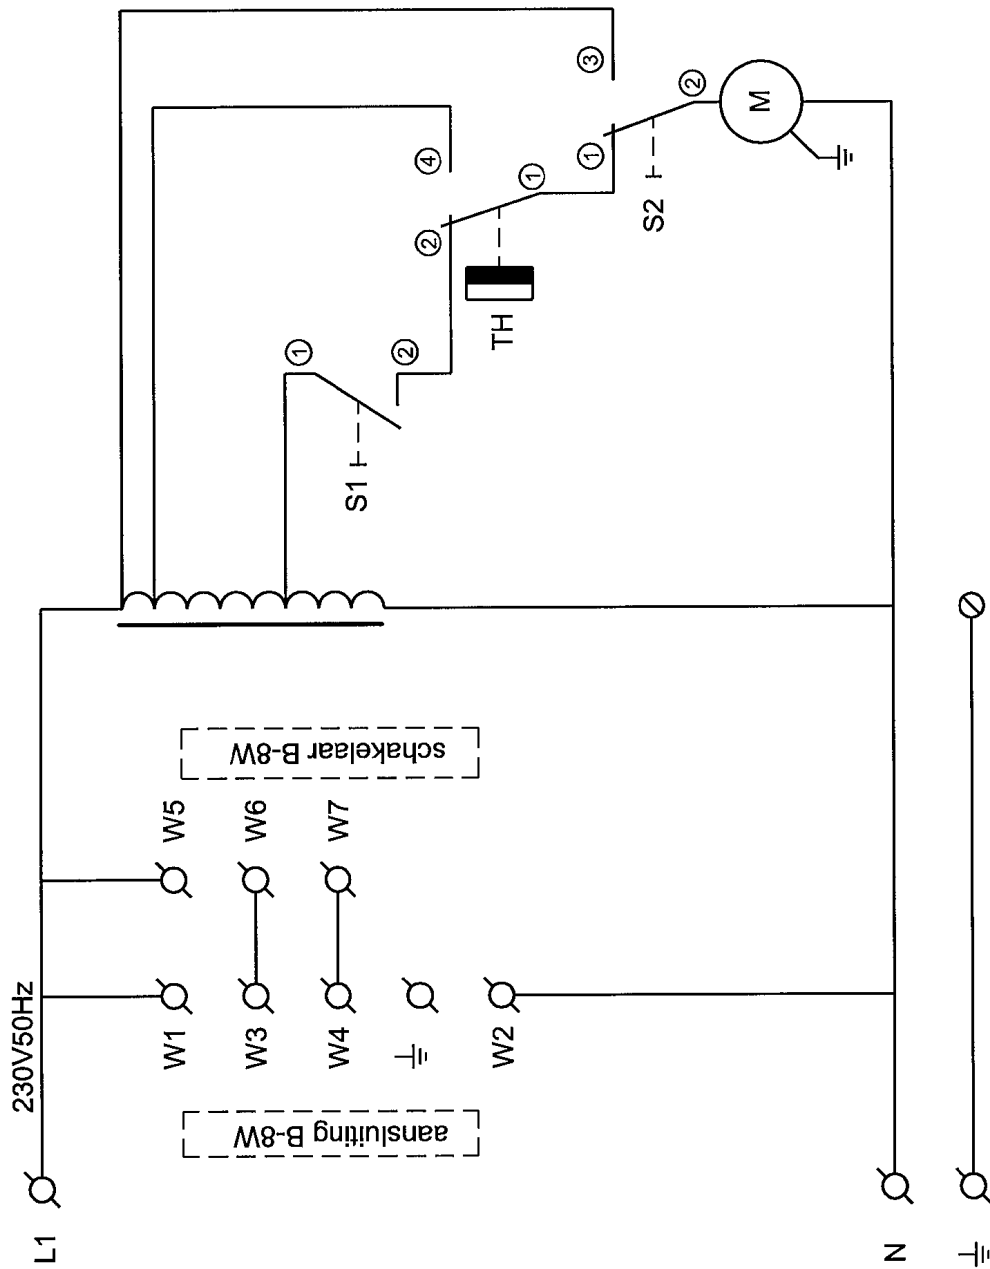 L1
230V50Hz
aansluiting B-8W
W1
W3
W4
W2
schakelaar B-8W
W5
W6
W7
S1
1
2
TH
2
4
1
S2
1
3
2
M
N